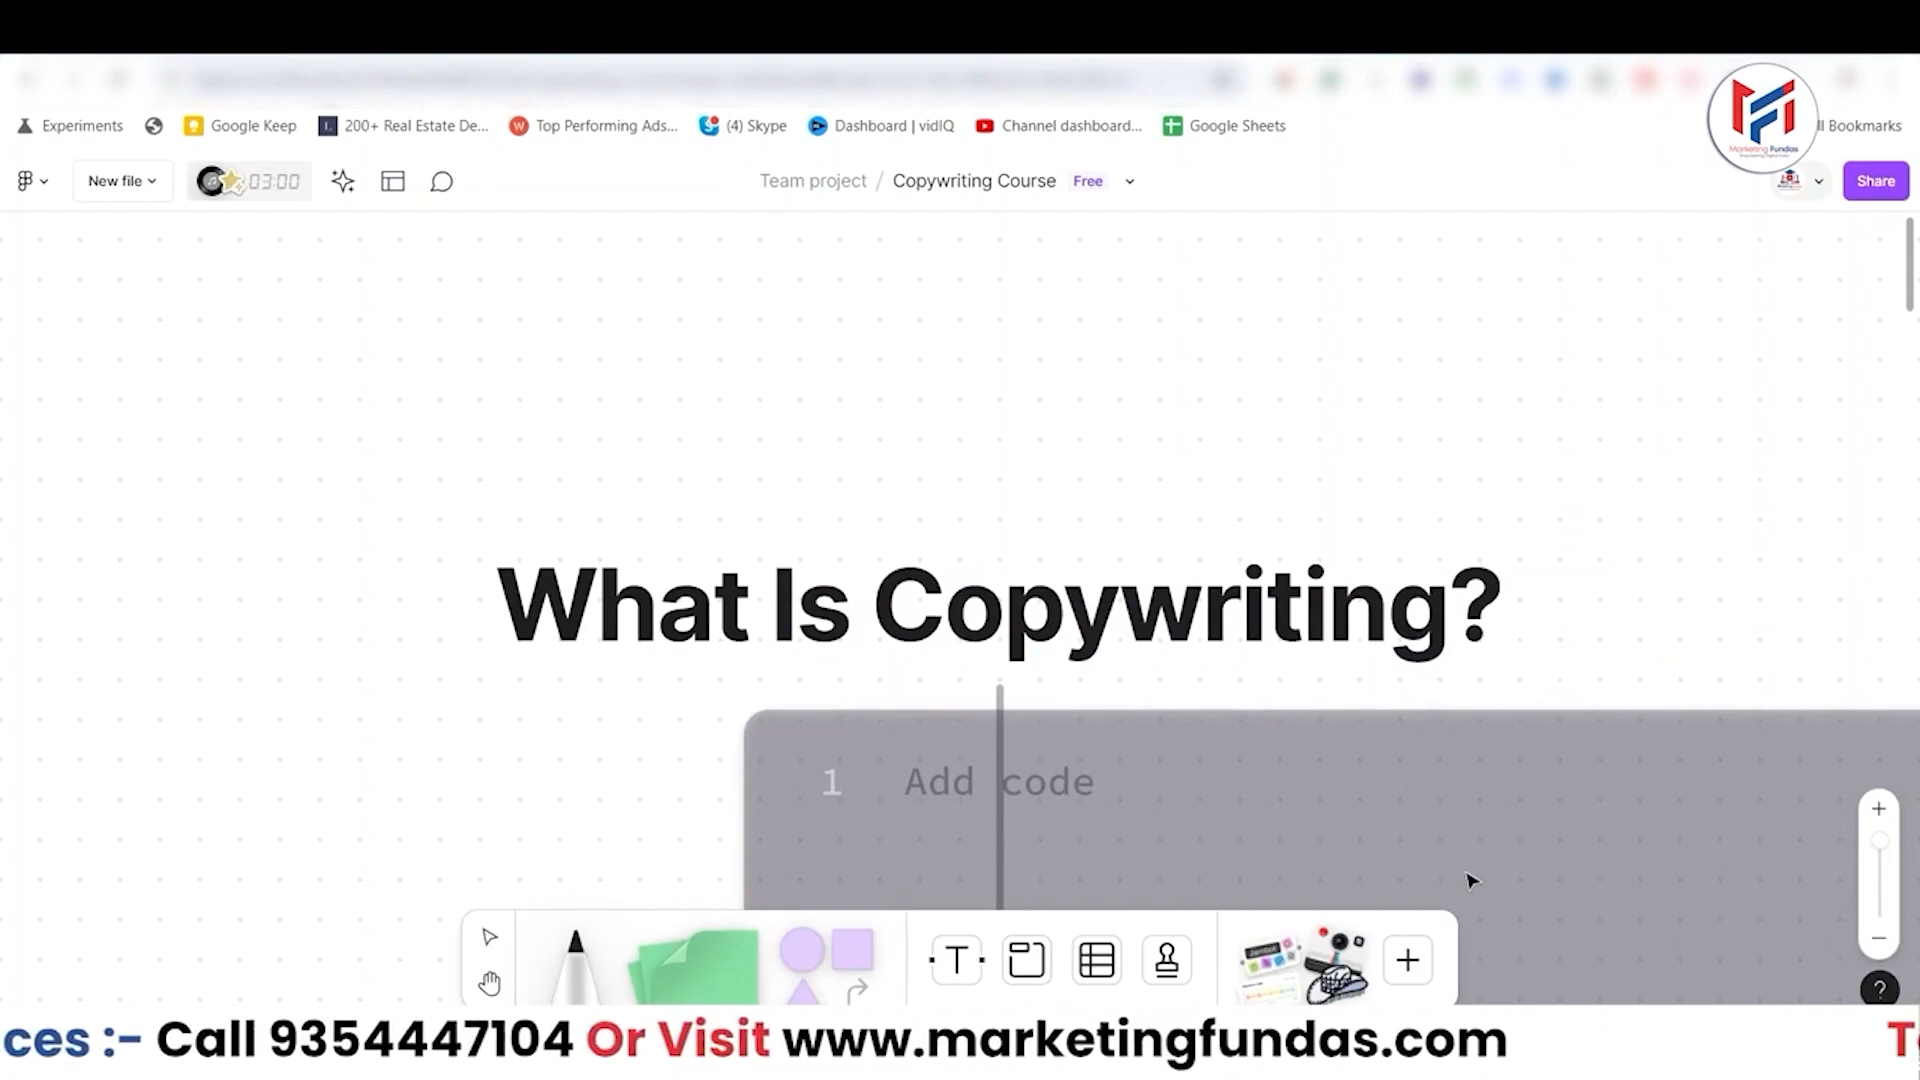 Experiments Google Keep 200+ Real Estate De... Top Performing Ads... (4) Skype Dashboard | vidIQ Channel dashboard... Google Sheets ll Bookmarks
Marketing Fundas
New file 03:00 Team project / Copywriting Course Free Share
What Is Copywriting?
1 Add code
T
?
ces :- Call 9354447104 Or Visit www.marketingfundas.com